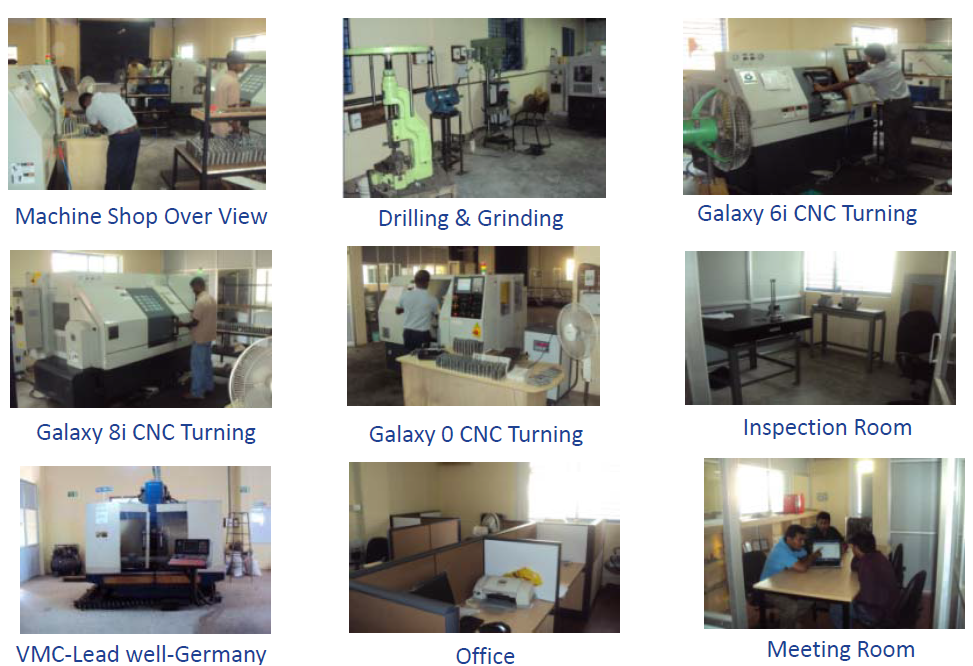 Machine Shop Over View
Drilling & Grinding
Galaxy 6i CNC Turning
Galaxy 8i CNC Turning
Galaxy 0 CNC Turning
Inspection Room
VMC-Lead well-Germany
Office
Meeting Room